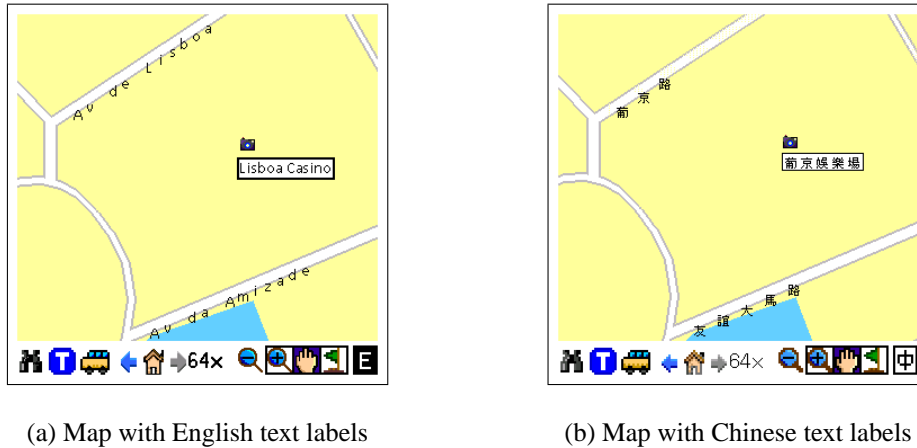 Av de Lisboa
Lisboa Casino
Av da Amizade
T
64x
E
(a) Map with English text labels
葡京路
葡京娛樂場
友誼大馬路
T
64x
中
(b) Map with Chinese text labels